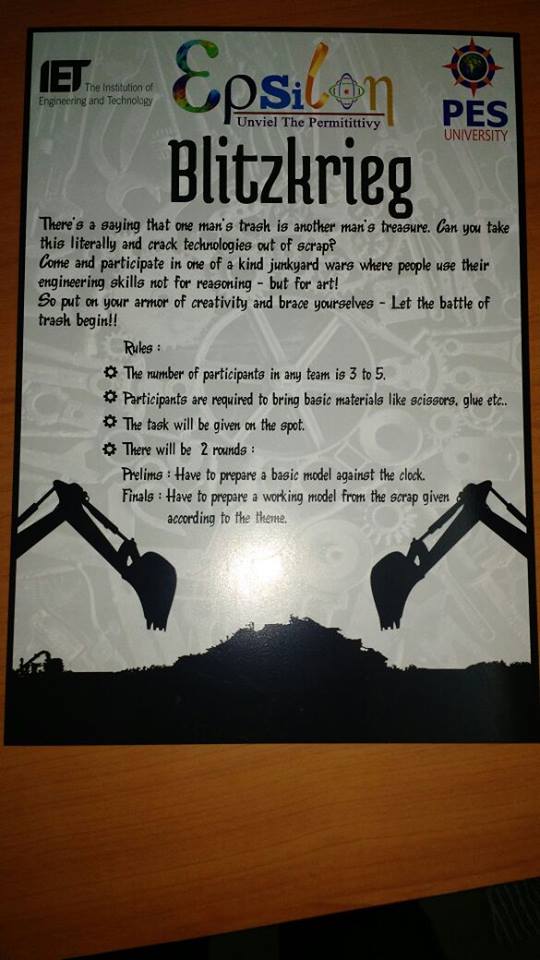 IET The Institution of
Engineering and Technology
Epsilon
Unviel The Permitittivy
PES
UNIVERSITY
Blitzkrieg
There's a saying that one man's trash is another man's treasure. Can you take
this literally and crack technologies out of scrap?
Come and participate in one of a kind junkyard wars where people use their
engineering skills not for reasoning - but for art!
So put on your armor of creativity and brace yourselves - Let the battle of
trash begin!!
Rules :
The number of participants in any team is 3 to 5.
Participants are required to bring basic materials like scissors, glue etc..
The task will be given on the spot.
There will be 2 rounds :
Prelims : Have to prepare a basic model against the clock.
Finals : Have to prepare a working model from the scrap given
according to the theme.